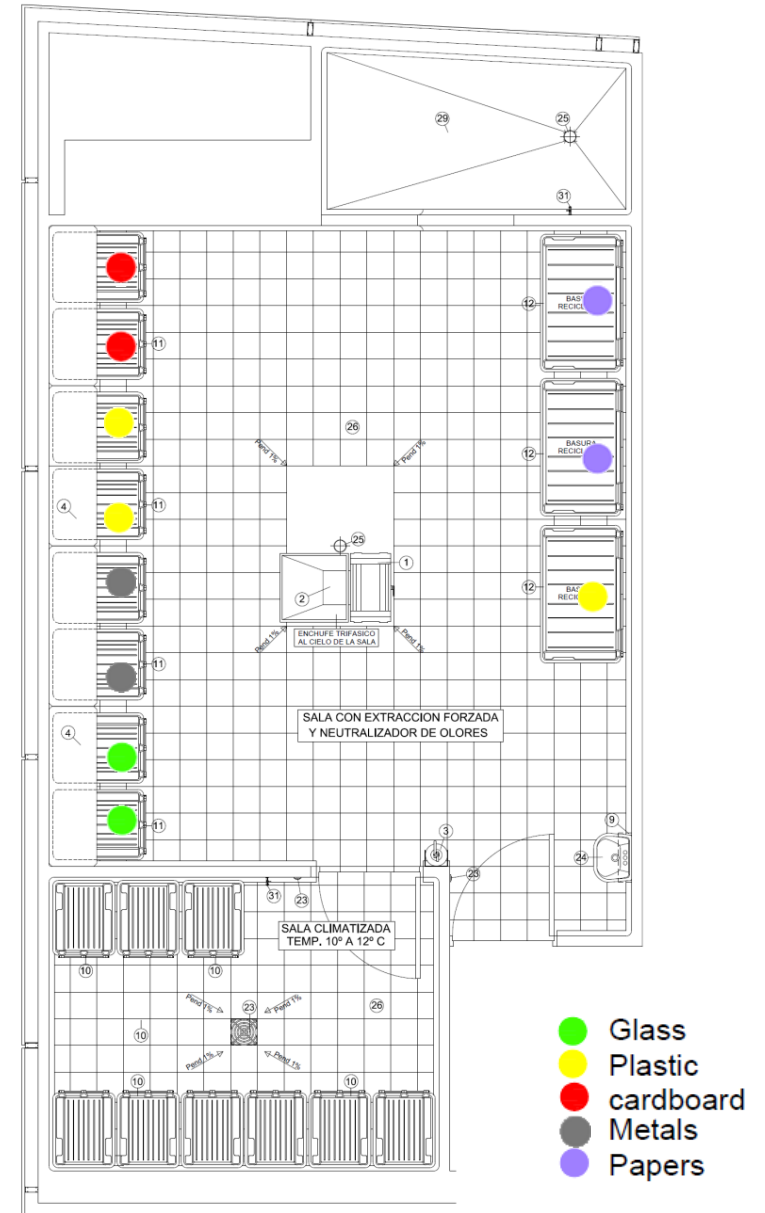 29
25
31
BASU
RECICL
12
11
26
Pend 1%
Pend 1%
BASURA
RECICL
12
4
11
25
1
2
BAS
RECIC
12
ENCHUFE TRIFASICO
AL CIELO DE LA SALA
Pend 1%
Pend 1%
11
SALA CON EXTRACCION FORZADA
Y NEUTRALIZADOR DE OLORES
4
11
3
9
24
23
31
23
SALA CLIMATIZADA
TEMP. 10º A 12º C
10
10
Pend 1%
Pend 1%
23
26
10
Pend 1%
Pend 1%
10
10
Glass
Plastic
cardboard
Metals
Papers